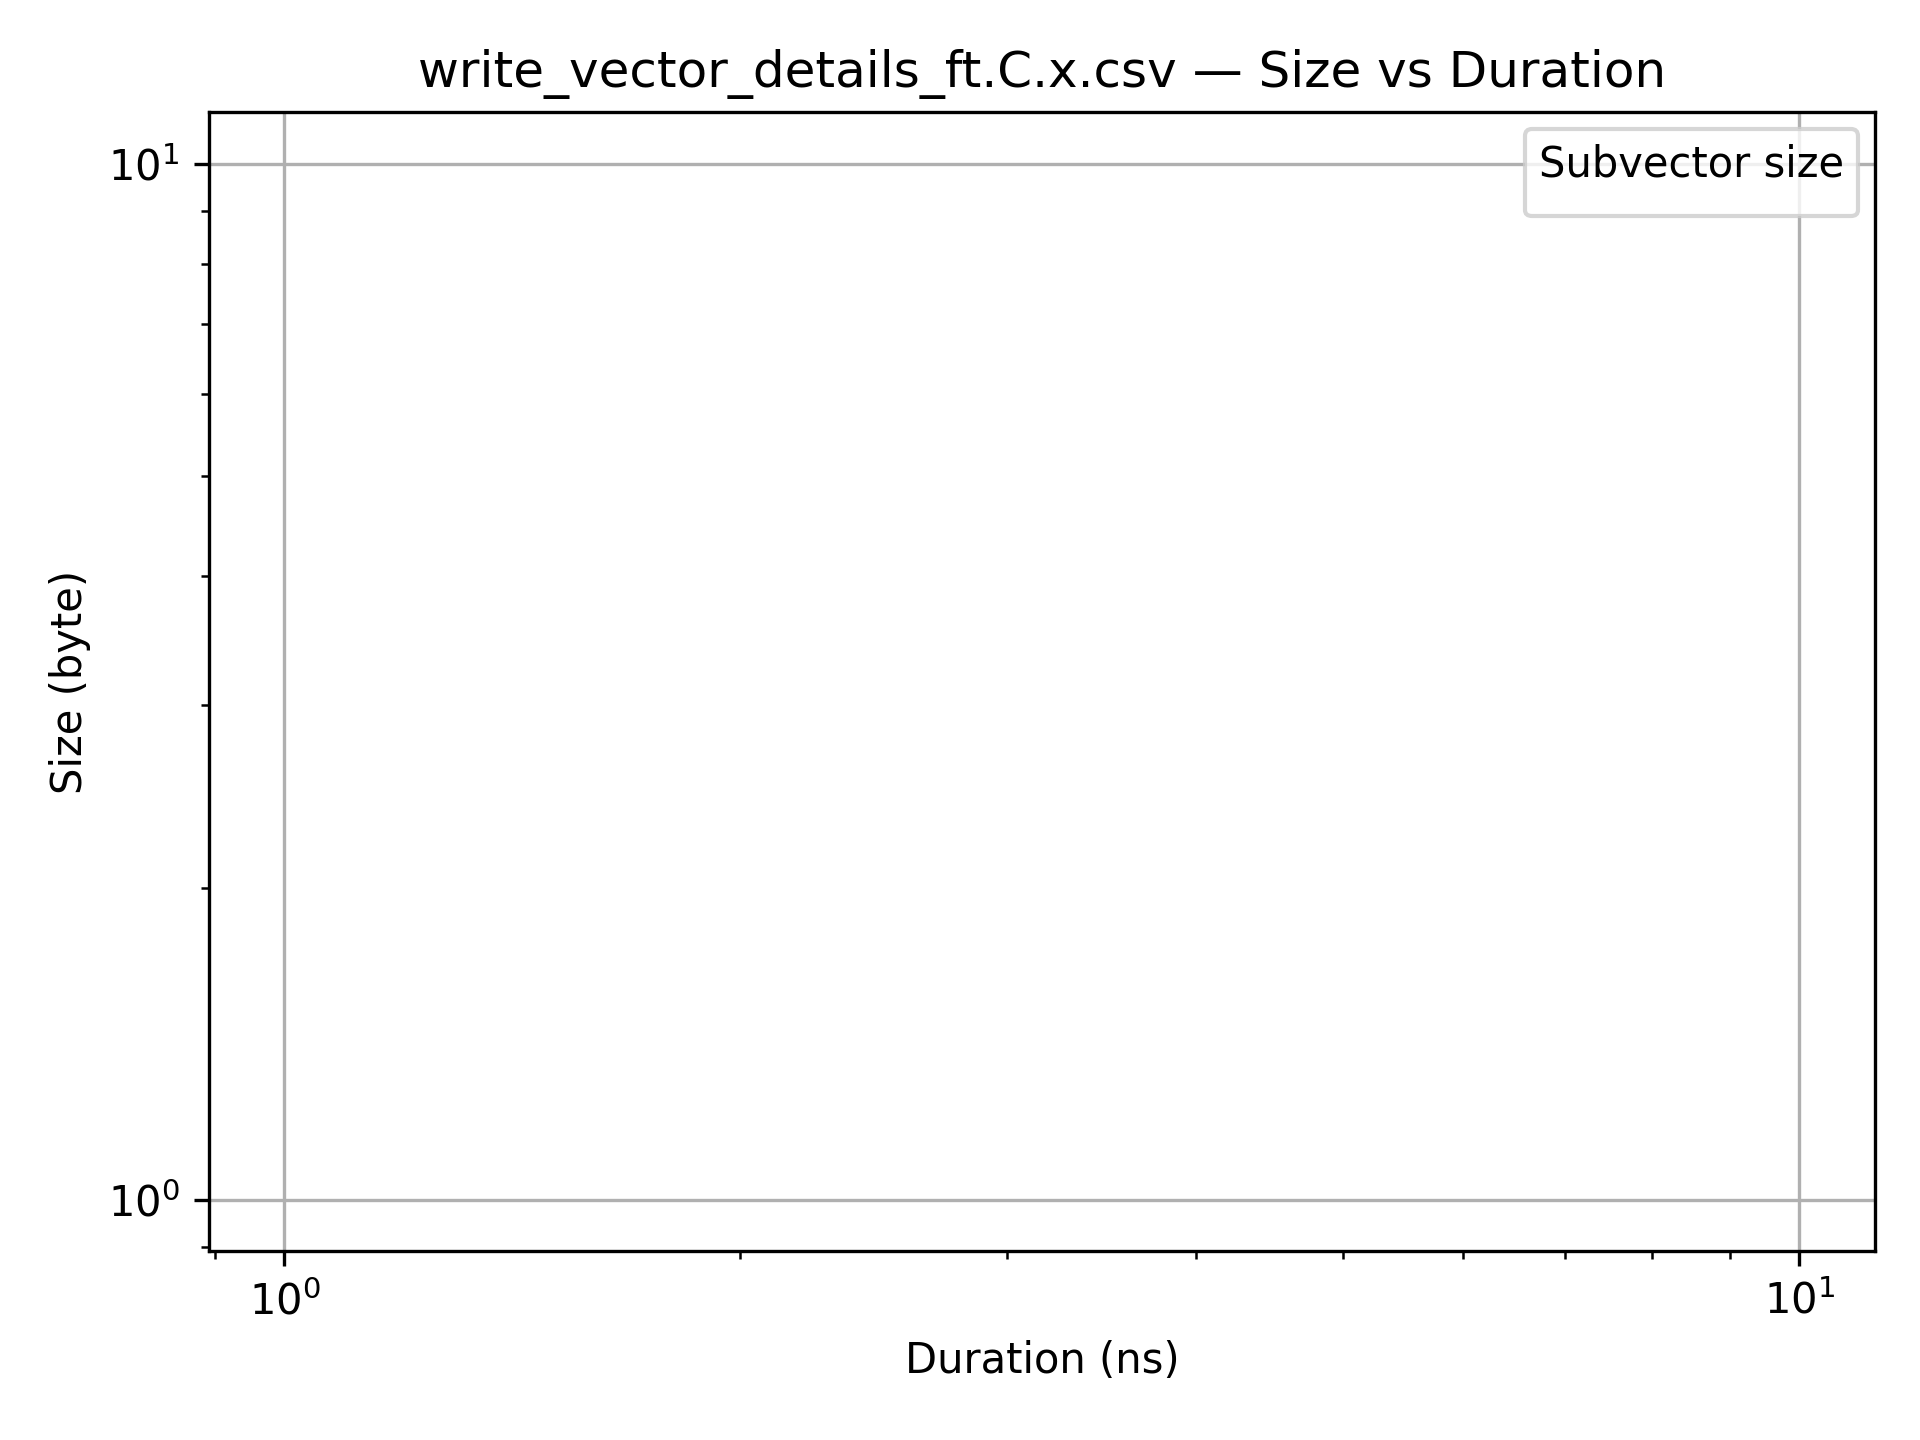 write_vector_details_ft.C.x.csv — Size vs Duration
Subvector size
10¹
10⁰
Size (byte)
10⁰ 10¹
Duration (ns)